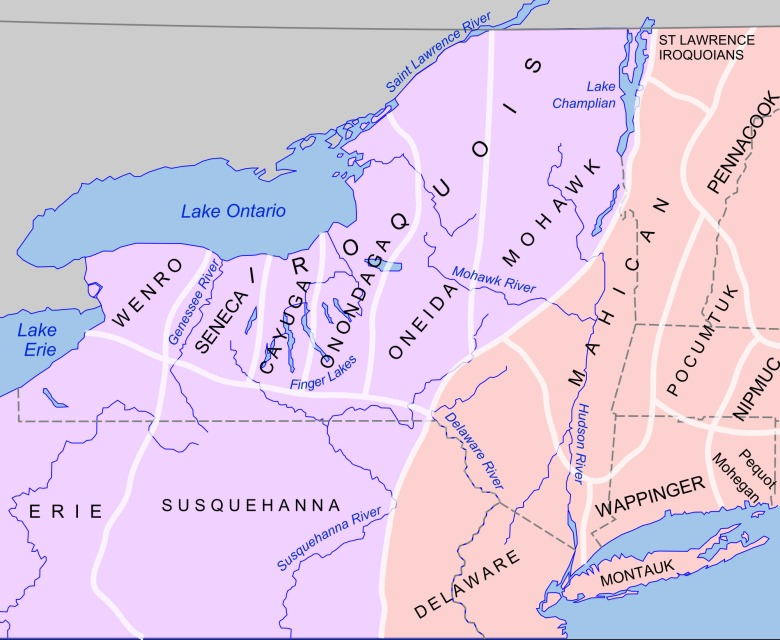 Saint Lawrence River
ST LAWRENCE
IROQUOIANS
Lake
Champlian
PENNACOOK
Lake Ontario
IROQUOIS
MOHAWK
MAHICAN
WENRO
Genessee River
SENECA
CAYUGA
ONONDAGA
ONEIDA
Mohawk River
Lake
Erie
Finger Lakes
POCUMTUK
NIPMUC
Delaware River
Hudson River
Pequot
Mohegan
ERIE
SUSQUEHANNA
Susquehanna River
WAPPINGER
DELAWARE
MONTAUK